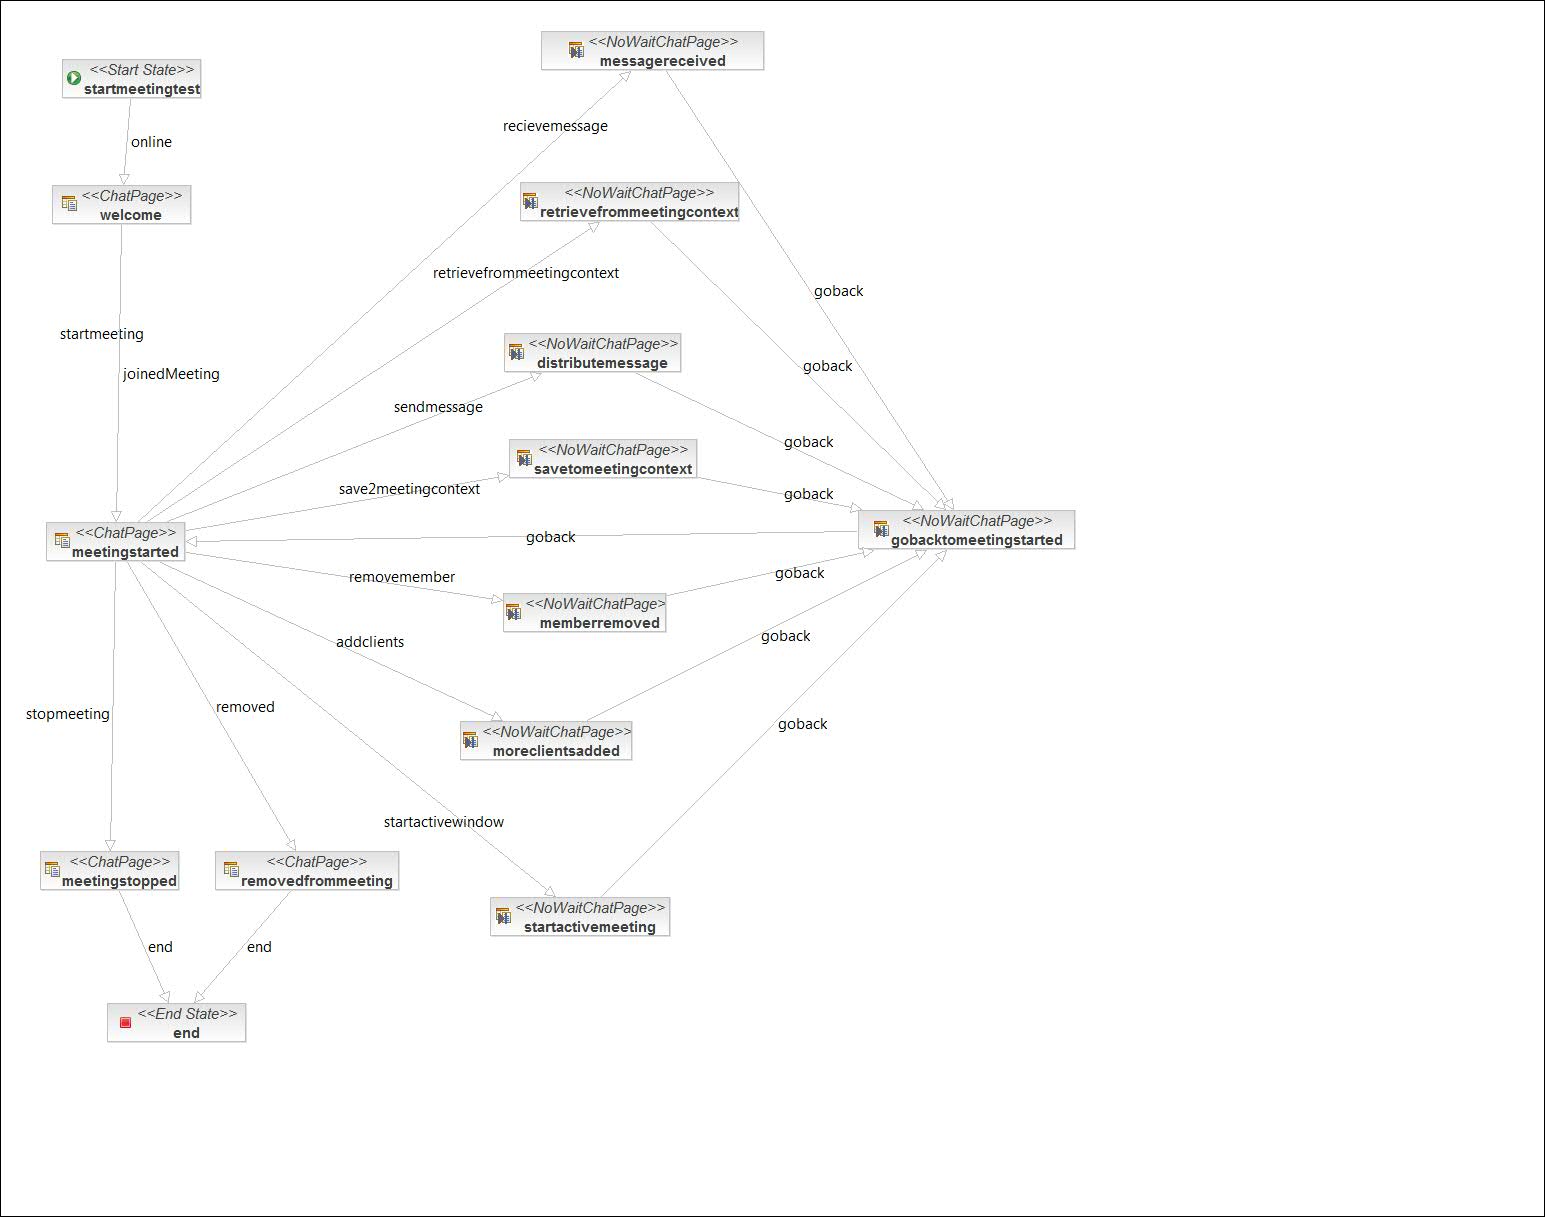 <<NoWaitChatPage>>
messagereceived
<<Start State>>
startmeetingtest
recievemessage
online
<<ChatPage>>
welcome
<<NoWaitChatPage>>
retrievefrommeetingcontext
retrievefrommeetingcontext
goback
startmeeting
<<NoWaitChatPage>>
distributemessage
goback
joinedMeeting
sendmessage
goback
<<NoWaitChatPage>>
savetomeetingcontext
save2meetingcontext
goback
<<ChatPage>>
meetingstarted
goback
<<NoWaitChatPage>>
gobacktomeetingstarted
removemember
goback
<<NoWaitChatPage>
memberremoved
addclients
goback
stopmeeting
removed
<<NoWaitChatPage>>
moreclientsadded
goback
startactivewindow
<<ChatPage>>
meetingstopped
<<ChatPage>>
removedfrommeeting
<<NoWaitChatPage>>
startactivemeeting
end
end
<<End State>>
end